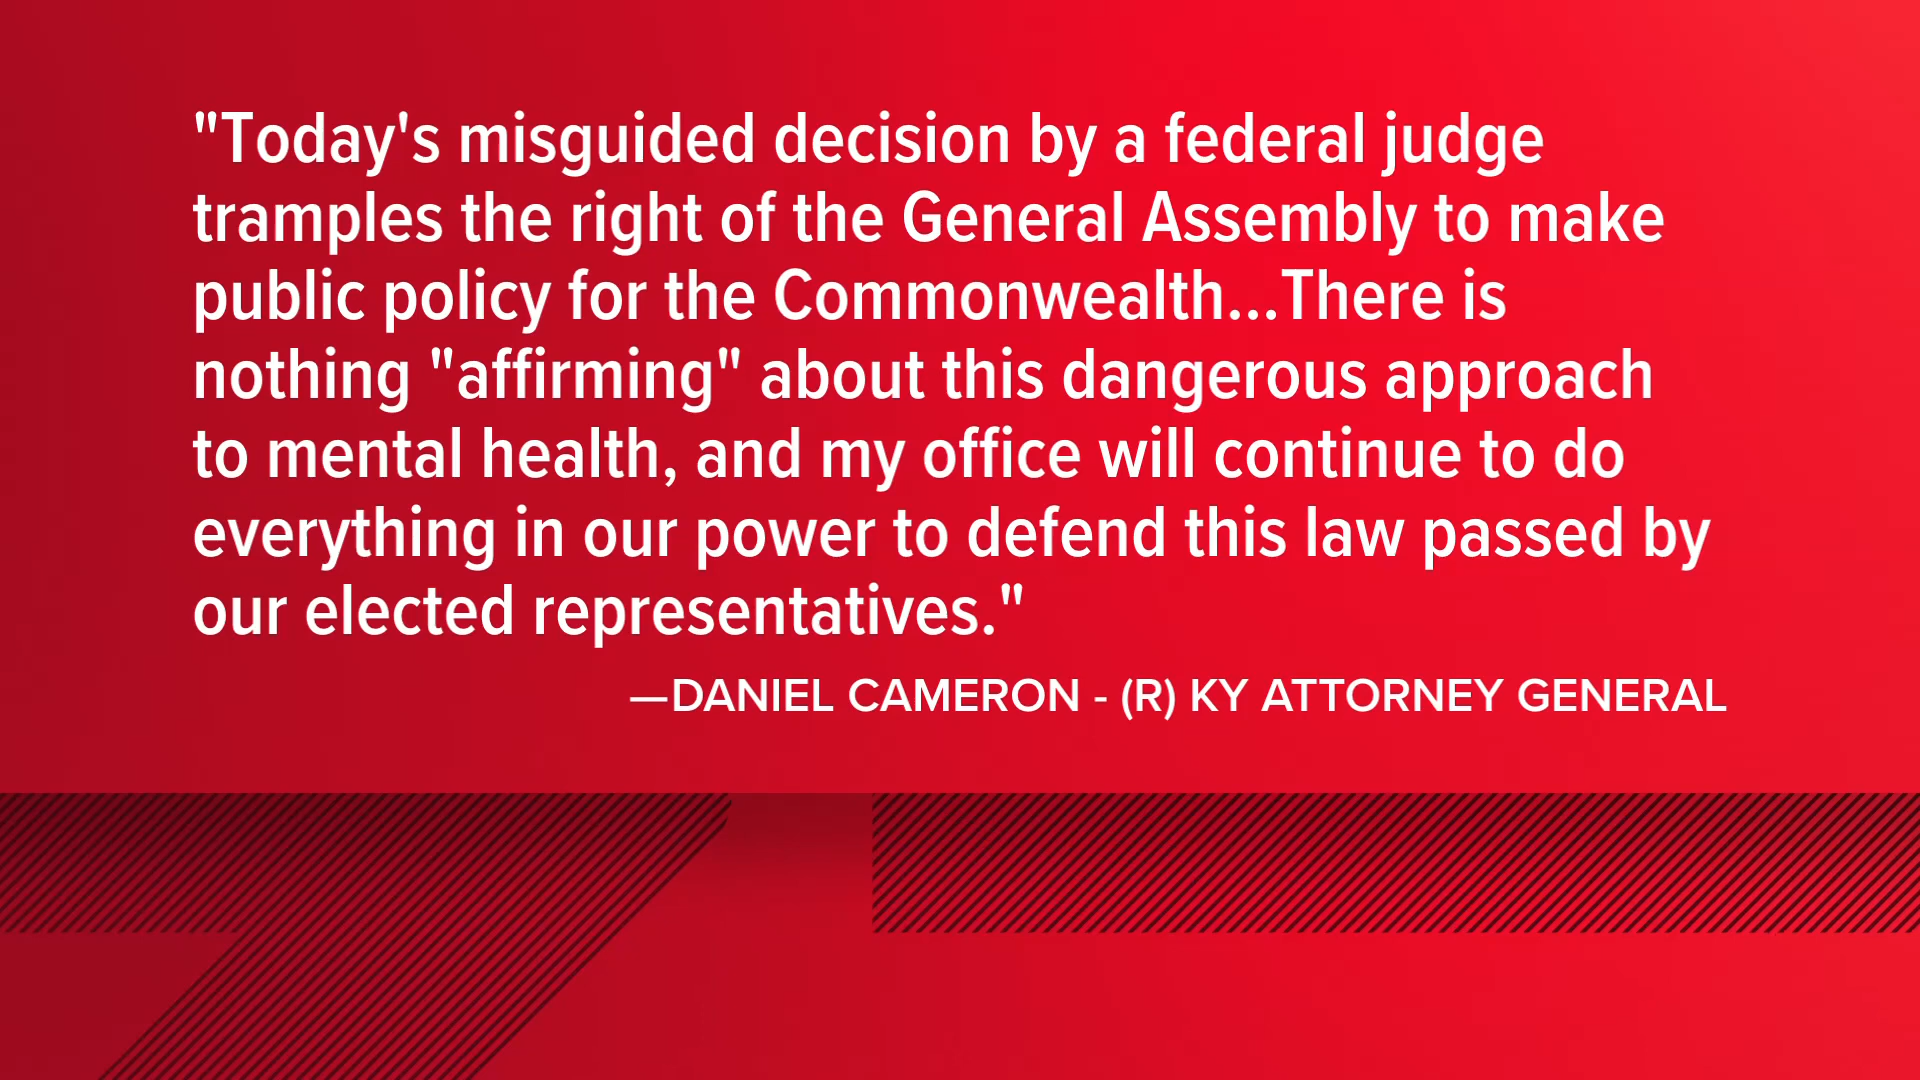 "Today's misguided decision by a federal judge
tramples the right of the General Assembly to make
public policy for the Commonwealth...There is
nothing "affirming" about this dangerous approach
to mental health, and my office will continue to do
everything in our power to defend this law passed by
our elected representatives."
—DANIEL CAMERON - (R) KY ATTORNEY GENERAL